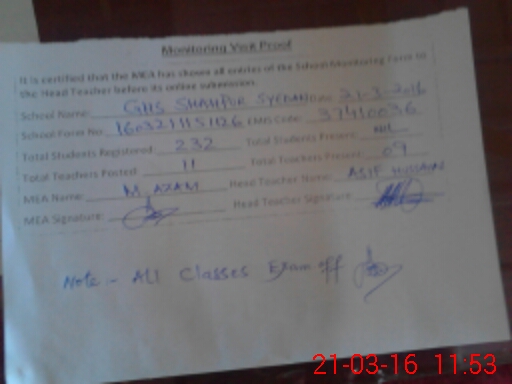 Monitoring Visit Proof
It is certified that the MEA has shown all entries of the School Monitoring Form to
the Head Teacher before its online submission.
School Name: GHS SHAHPUR SYEDAN Date: 21-3-2016
School Form No. EMIS Code: 37410036
Total Students Registered: 232 Total Students Present: NIL
Total Teachers Posted: 11 Total Teachers Present: 09
MEA Name: M AZAM Head Teacher Name: ASIF HUSSAIN
MEA Signature: Head Teacher Signature:
Note:- All Classes Exam off
21-03-16 11:53